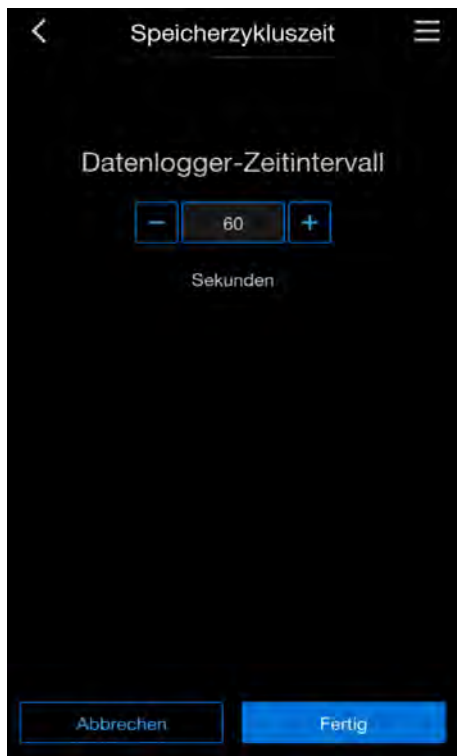 Speicherzykluszeit
Datenlogger-Zeitintervall
− 60 +
Sekunden
Abbrechen Fertig